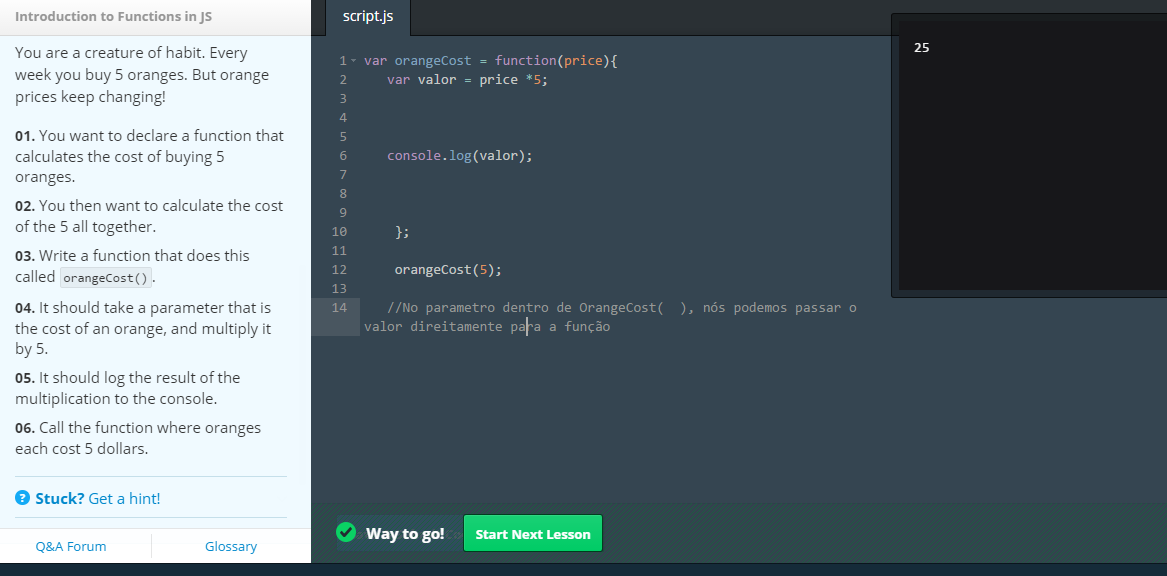 Introduction to Functions in JS
You are a creature of habit. Every
week you buy 5 oranges. But orange
prices keep changing!
01. You want to declare a function that
calculates the cost of buying 5
oranges.
02. You then want to calculate the cost
of the 5 all together.
03. Write a function that does this
called orangeCost().
04. It should take a parameter that is
the cost of an orange, and multiply it
by 5.
05. It should log the result of the
multiplication to the console.
06. Call the function where oranges
each cost 5 dollars.
? Stuck? Get a hint!
Q&A Forum
Glossary
script.js
1 var orangeCost = function(price){
2 var valor = price *5;
3
4
5
6 console.log(valor);
7
8
9
10 };
11
12 orangeCost(5);
13
14 //No parametro dentro de OrangeCost(  ), nós podemos passar o
valor direitamente para a função
25
Way to go!
Start Next Lesson